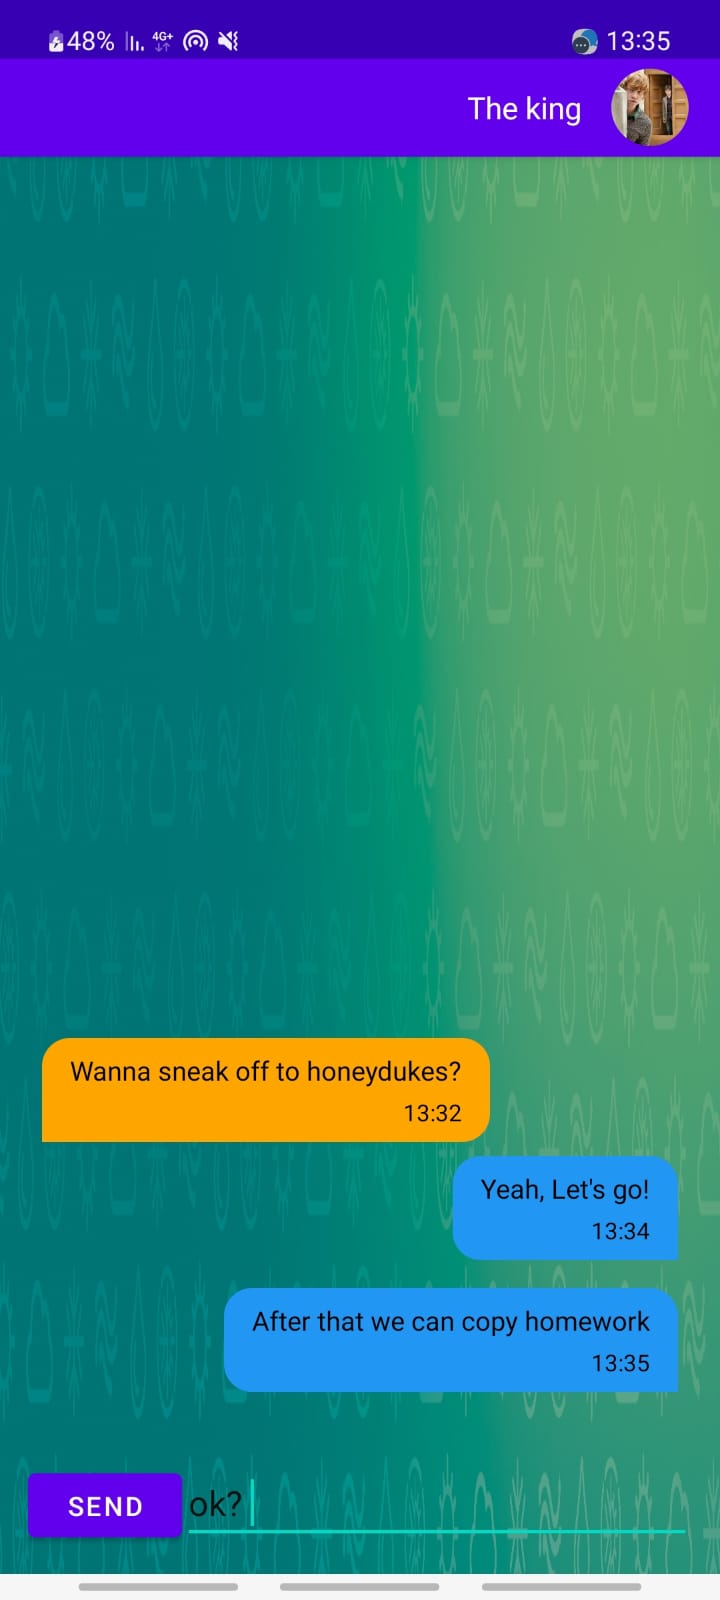 48% 4G+ 13:35
The king
Wanna sneak off to honeydukes?
13:32
Yeah, Let's go!
13:34
After that we can copy homework
13:35
SEND ok?